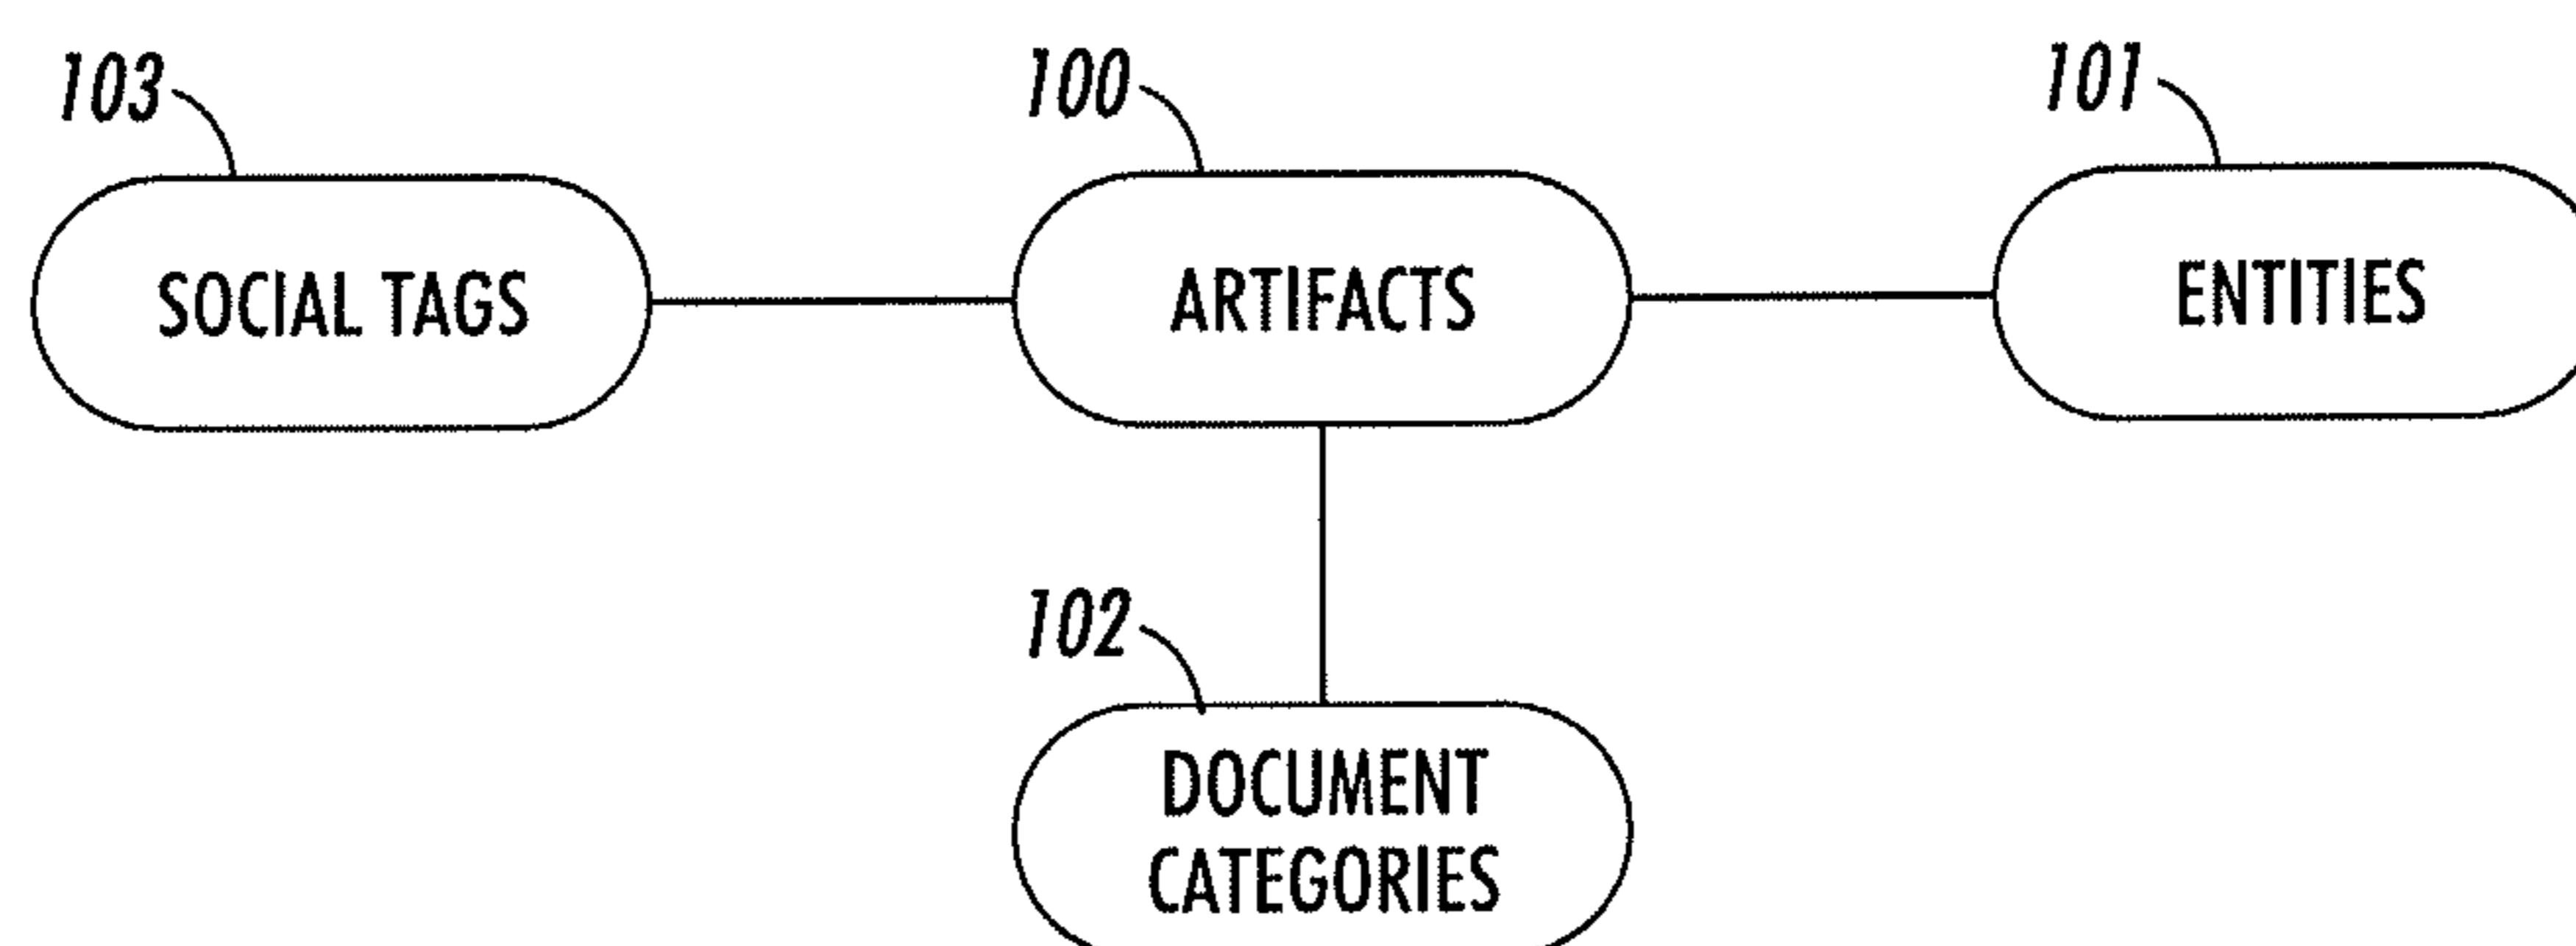 103
100
101
SOCIAL TAGS
ARTIFACTS
ENTITIES
102
DOCUMENT
CATEGORIES